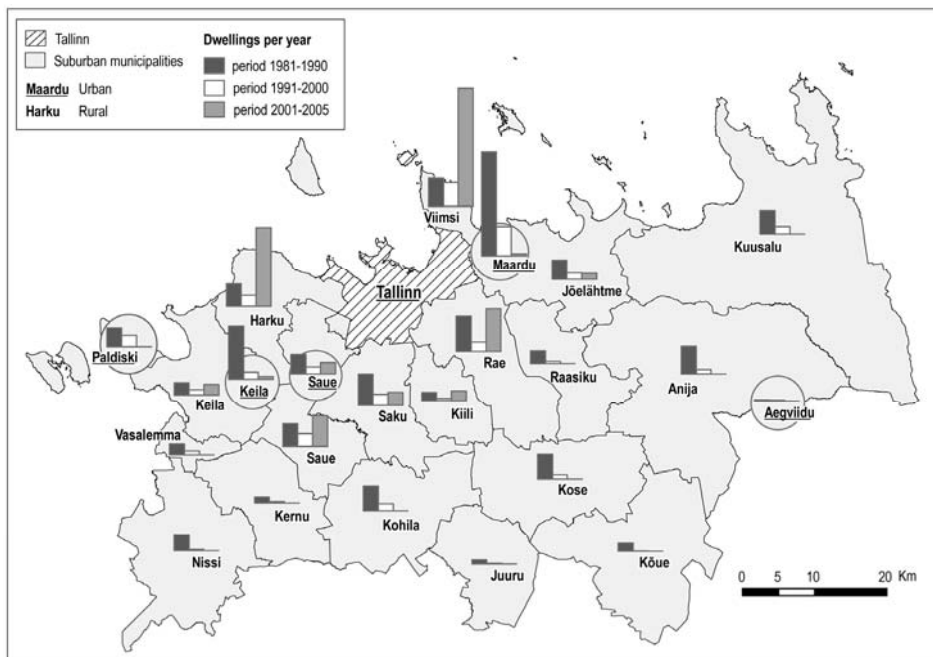 Tallinn
Suburban municipalities
Maardu Urban
Harku Rural
Dwellings per year
period 1981-1990
period 1991-2000
period 2001-2005
Viimsi
Kuusalu
Maardu
Jõelähtme
Tallinn
Harku
Paldiski
Rae
Raasiku
Anija
Keila
Keila
Saue
Saku
Kiili
Aegviidu
Vasalemma
Saue
Kose
Kernu
Kohila
Nissi
Juuru
Kõue
0 5 10 20 Km